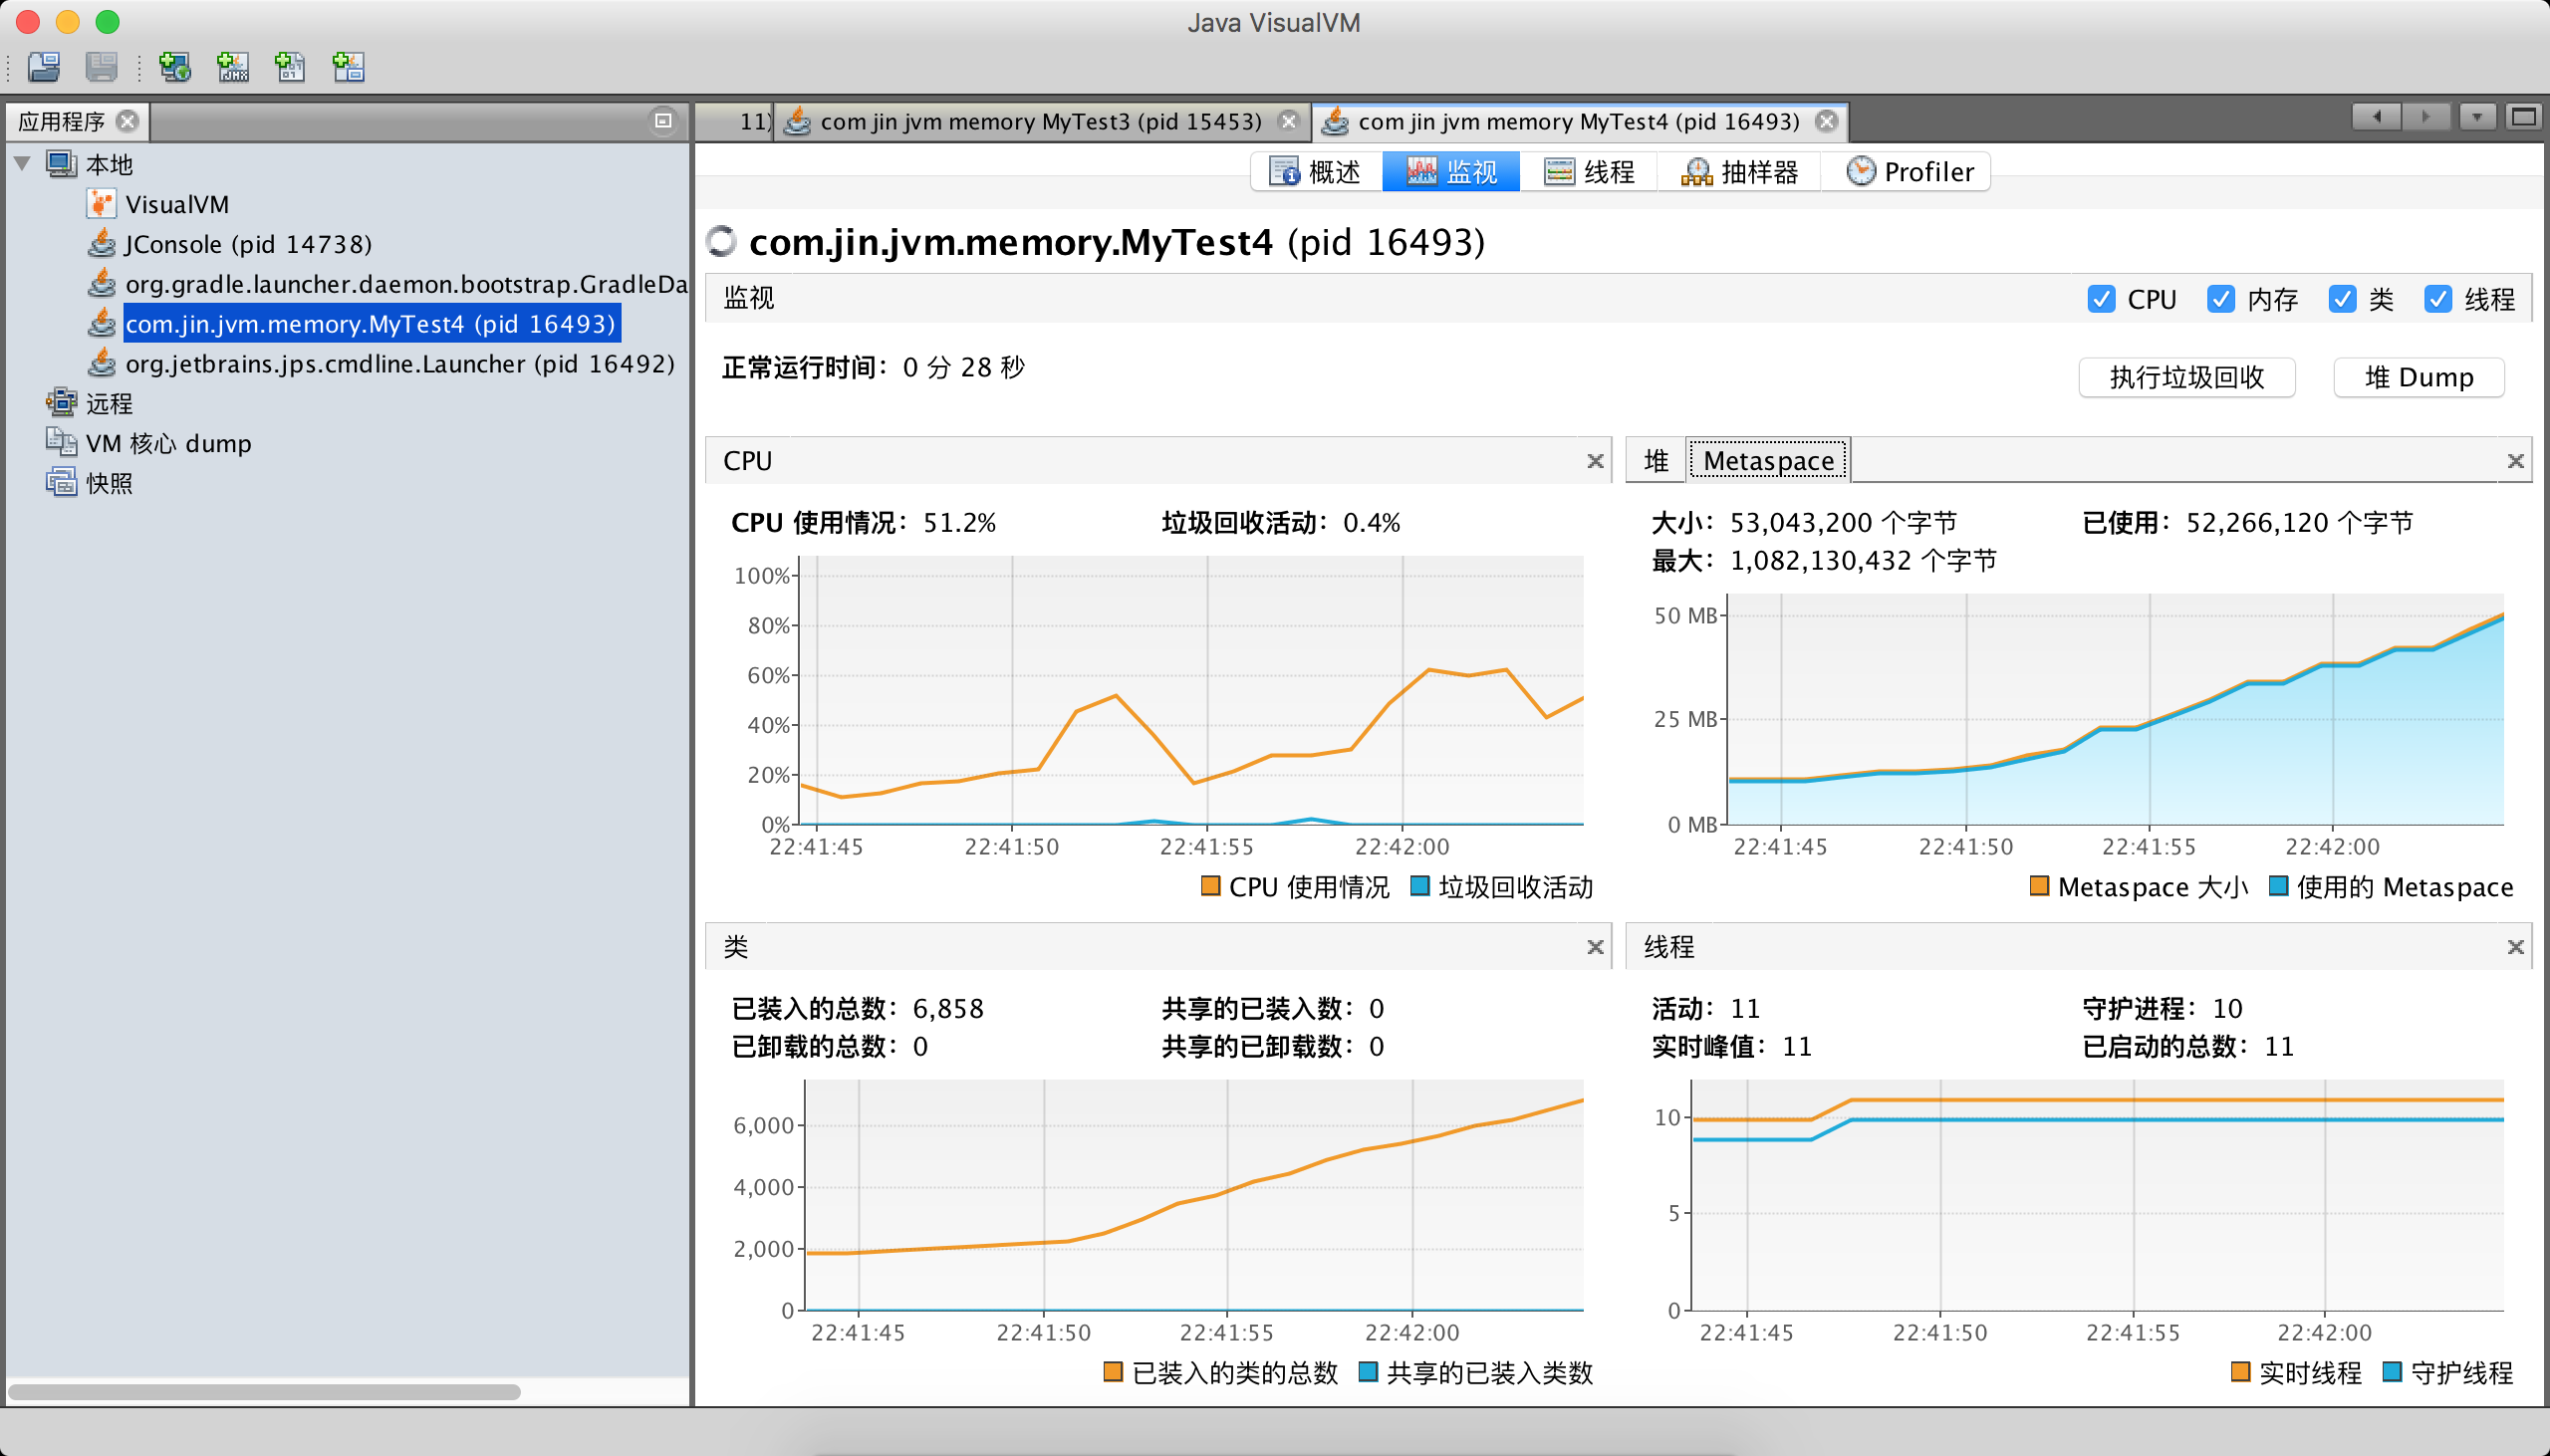 Java VisualVM
应用程序
11) com jin jvm memory MyTest3 (pid 15453) com jin jvm memory MyTest4 (pid 16493)
本地
VisualVM
JConsole (pid 14738)
org.gradle.launcher.daemon.bootstrap.GradleDa
com.jin.jvm.memory.MyTest4 (pid 16493)
org.jetbrains.jps.cmdline.Launcher (pid 16492)
远程
VM 核心 dump
快照
概述 监视 线程 抽样器 Profiler
com.jin.jvm.memory.MyTest4 (pid 16493)
监视 CPU 内存 类 线程
正常运行时间： 0 分 28 秒
执行垃圾回收 堆 Dump
CPU
CPU 使用情况： 51.2% 垃圾回收活动： 0.4%
100%
80%
60%
40%
20%
0%
22:41:45 22:41:50 22:41:55 22:42:00
CPU 使用情况 垃圾回收活动
堆 Metaspace
大小： 53,043,200 个字节 已使用： 52,266,120 个字节
最大： 1,082,130,432 个字节
50 MB
25 MB
0 MB
22:41:45 22:41:50 22:41:55 22:42:00
Metaspace 大小 使用的 Metaspace
类
已装入的总数： 6,858 共享的已装入数： 0
已卸载的总数： 0 共享的已卸载数： 0
6,000
4,000
2,000
0
22:41:45 22:41:50 22:41:55 22:42:00
已装入的类的总数 共享的已装入类数
线程
活动： 11 守护进程： 10
实时峰值： 11 已启动的总数： 11
10
5
0
22:41:45 22:41:50 22:41:55 22:42:00
实时线程 守护线程